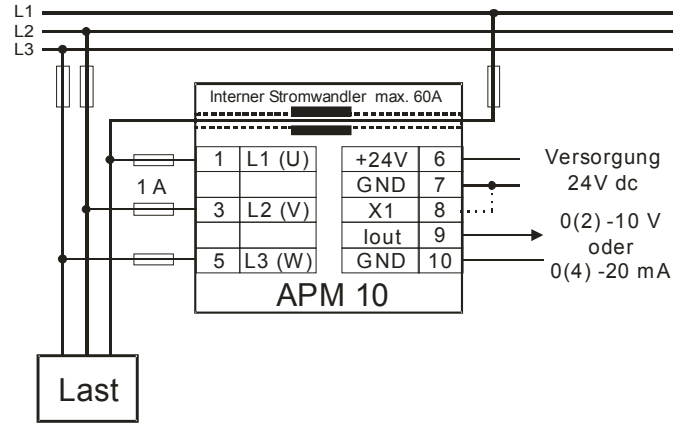 L1
L2
L3
Interner Stromwandler max. 60A
1 L1 (U) +24V 6
GND 7
1 A
3 L2 (V) X1 8
Iout 9
5 L3 (W) GND 10
APM 10
Versorgung
24V dc
0(2) -10 V
oder
0(4) -20 mA
Last